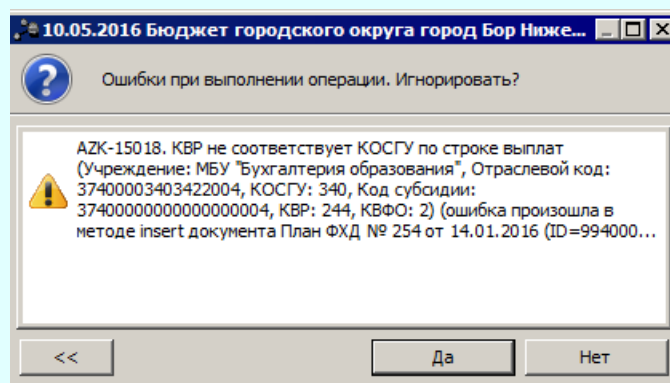 10.05.2016 Бюджет городского округа город Бор Ниже...
Ошибки при выполнении операции. Игнорировать?
AZK-15018. КВР не соответствует КОСГУ по строке выплат
(Учреждение: МБУ "Бухгалтерия образования", Отраслевой код:
37400003403422004, КОСГУ: 340, Код субсидии:
37400000000000000004, КВР: 244, КВФО: 2) (ошибка произошла в
методе insert документа План ФХД № 254 от 14.01.2016 (ID=994000...
<<
Да
Нет